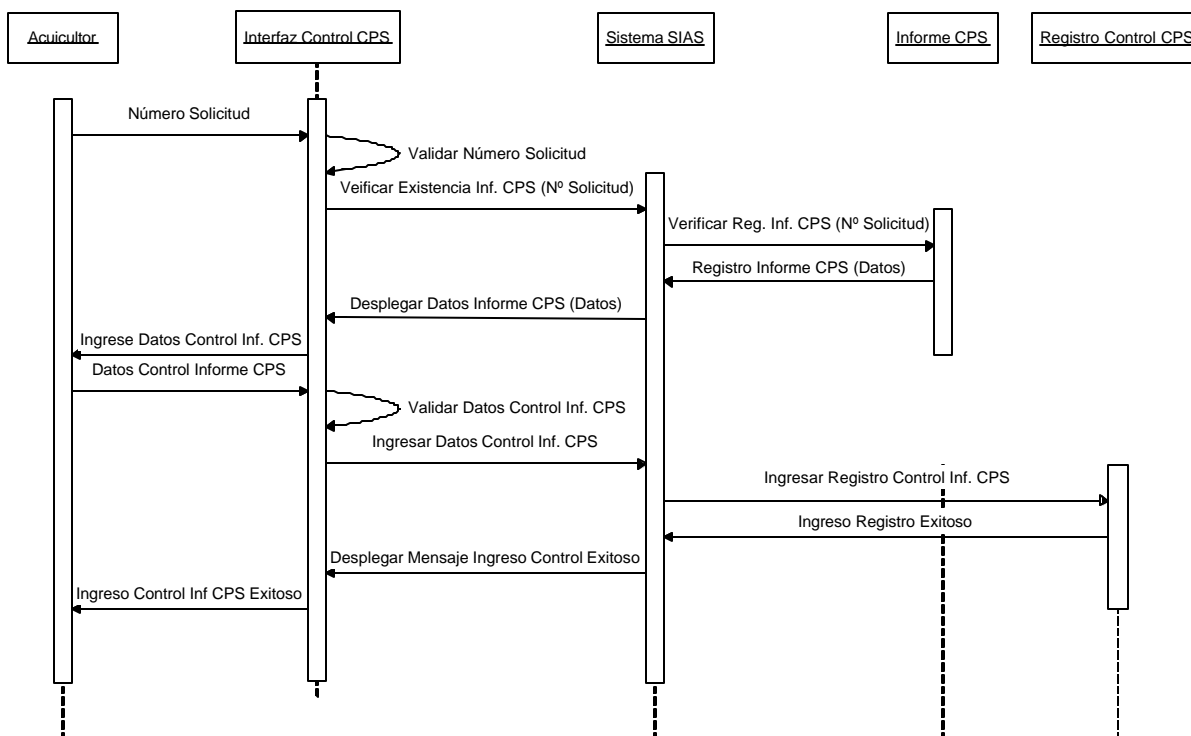 Acuicultor
Interfaz Control CPS
Sistema SIAS
Informe CPS
Registro Control CPS
Número Solicitud
Validar Número Solicitud
Veificar Existencia Inf. CPS (Nº Solicitud)
Verificar Reg. Inf. CPS (Nº Solicitud)
Registro Informe CPS (Datos)
Desplegar Datos Informe CPS (Datos)
Ingrese Datos Control Inf. CPS
Datos Control Informe CPS
Validar Datos Control Inf. CPS
Ingresar Datos Control Inf. CPS
Ingresar Registro Control Inf. CPS
Ingreso Registro Exitoso
Desplegar Mensaje Ingreso Control Exitoso
Ingreso Control Inf CPS Exitoso